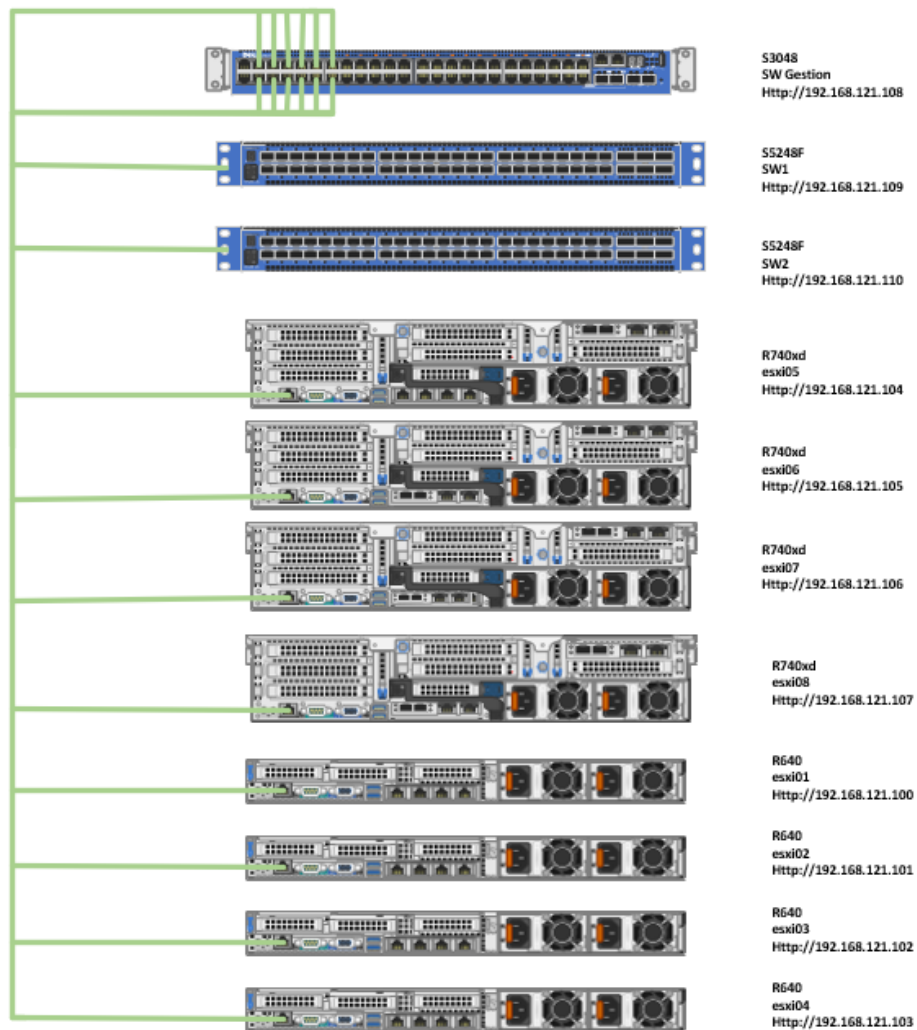 S3048
SW Gestion
Http://192.168.121.108
S5248F
SW1
Http://192.168.121.109
S5248F
SW2
Http://192.168.121.110
R740xd
esxi05
Http://192.168.121.104
R740xd
esxi06
Http://192.168.121.105
R740xd
esxi07
Http://192.168.121.106
R740xd
esxi08
Http://192.168.121.107
R640
esxi01
Http://192.168.121.100
R640
esxi02
Http://192.168.121.101
R640
esxi03
Http://192.168.121.102
R640
esxi04
Http://192.168.121.103